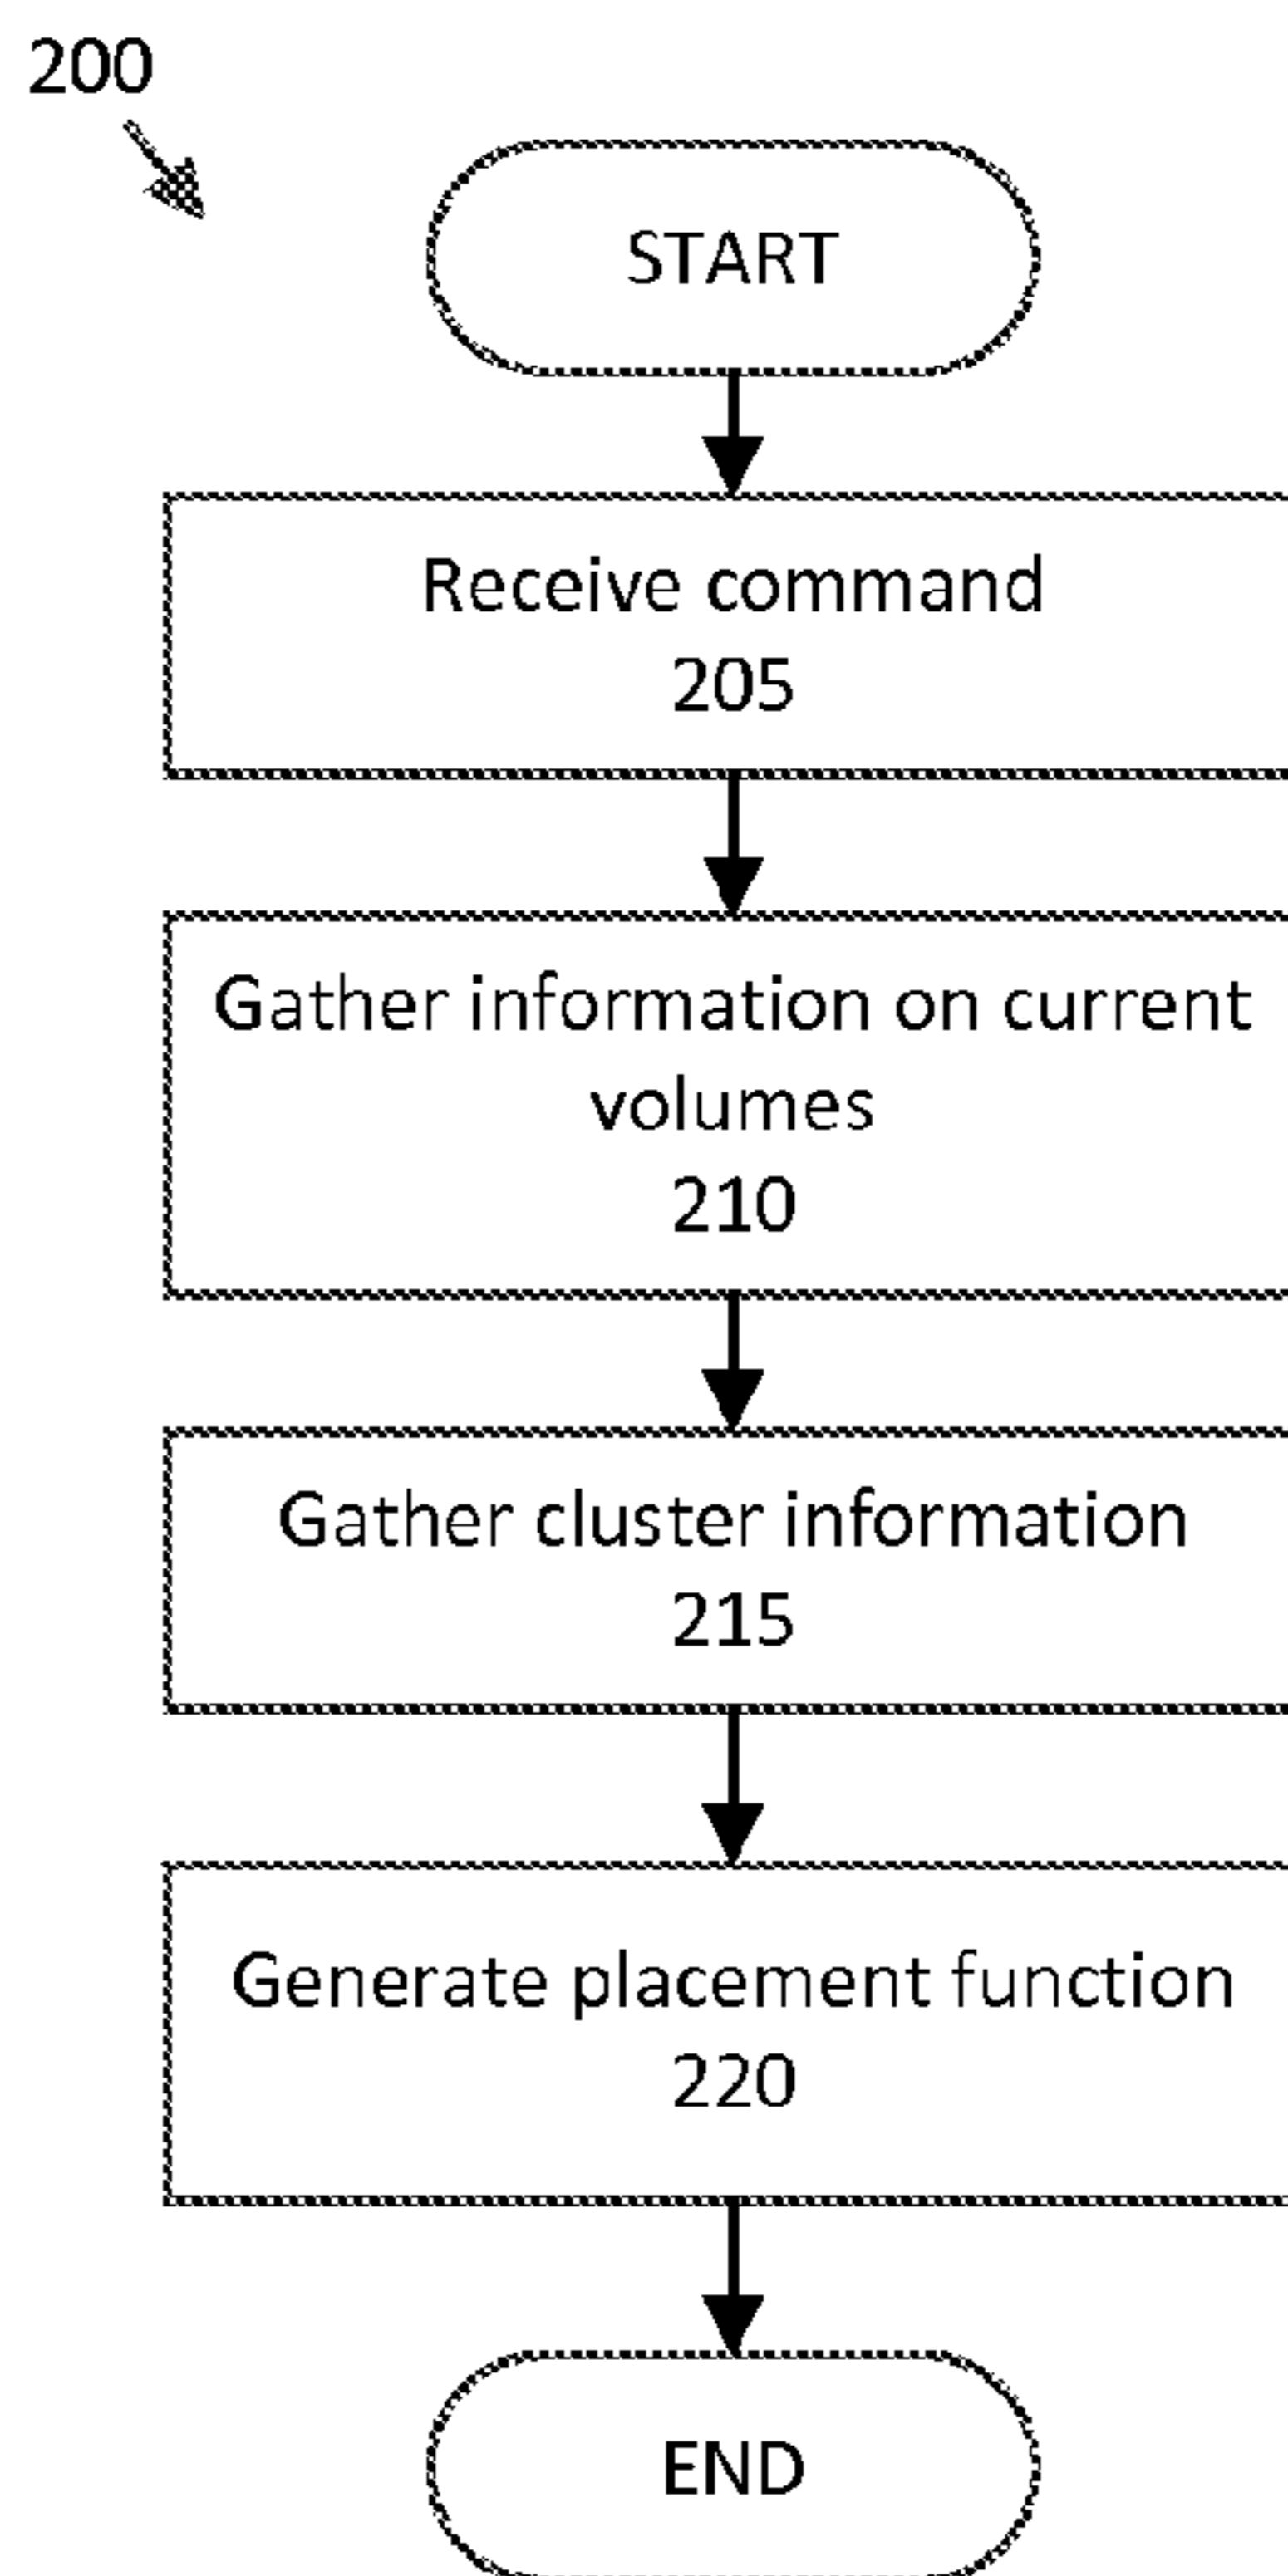 200
START
Receive command
205
Gather information on current
volumes
210
Gather cluster information
215
Generate placement function
220
END